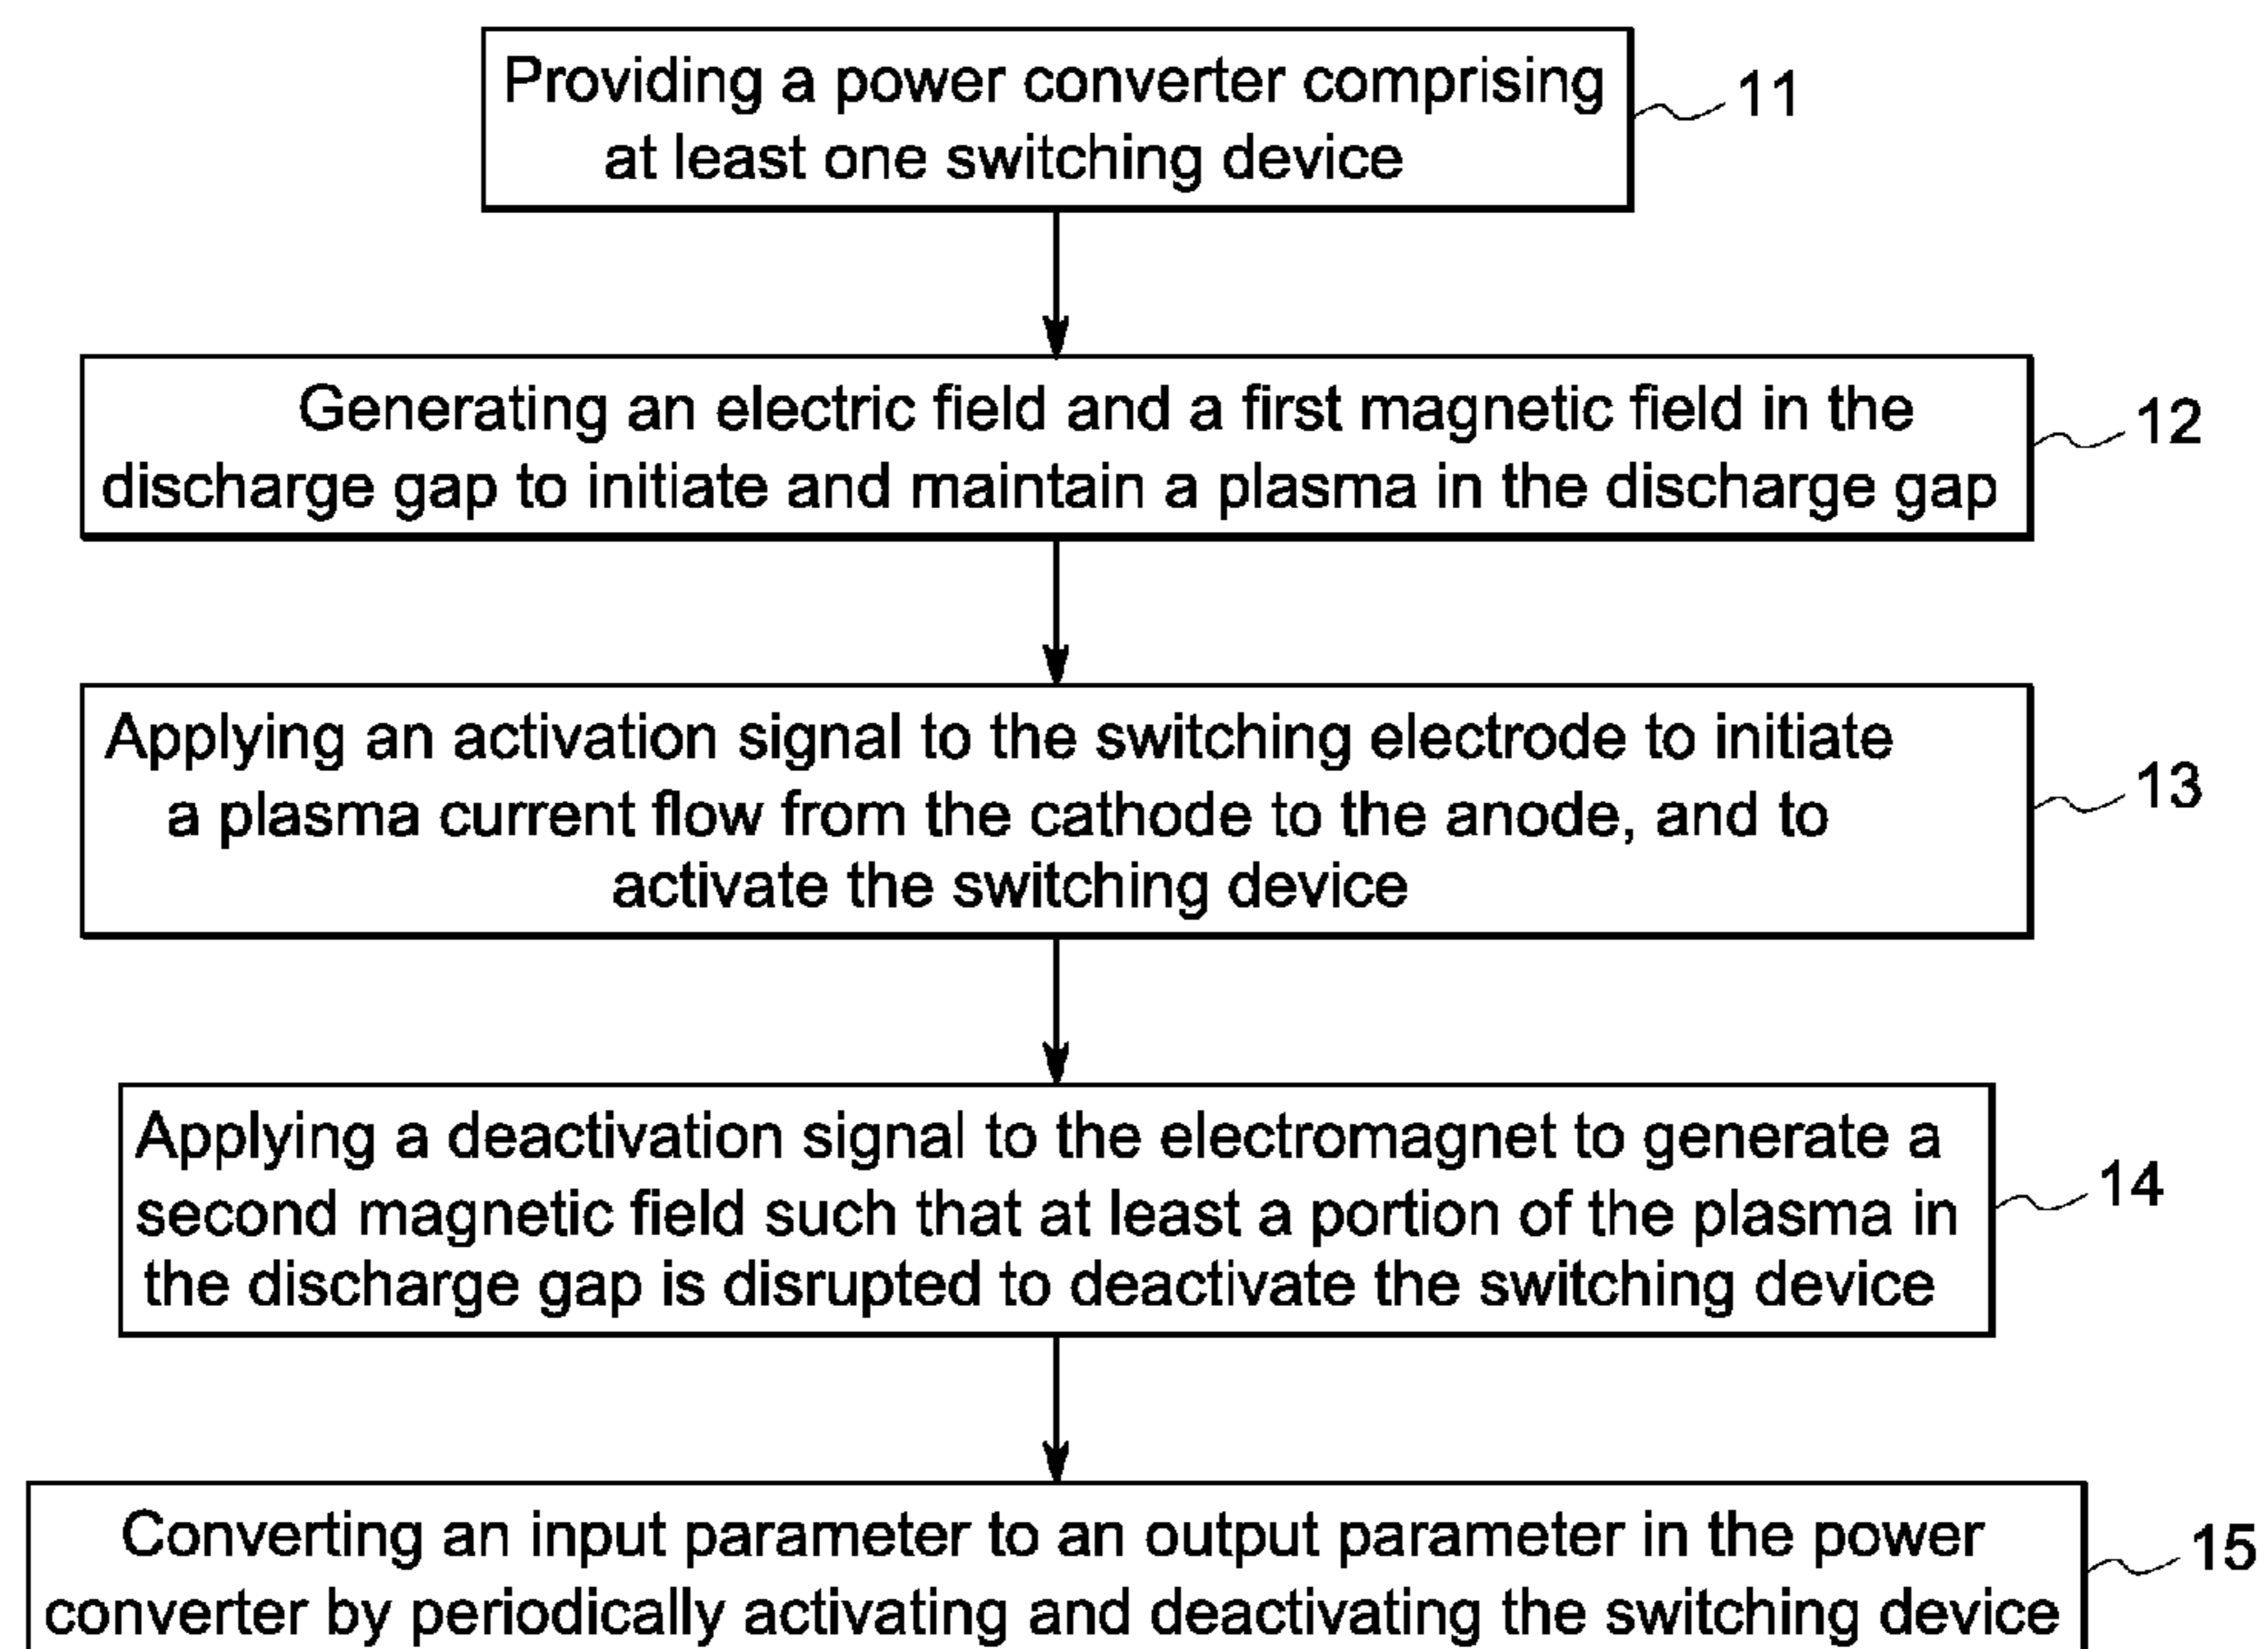 Providing a power converter comprising
at least one switching device
11
Generating an electric field and a first magnetic field in the
discharge gap to initiate and maintain a plasma in the discharge gap
12
Applying an activation signal to the switching electrode to initiate
a plasma current flow from the cathode to the anode, and to
activate the switching device
13
Applying a deactivation signal to the electromagnet to generate a
second magnetic field such that at least a portion of the plasma in
the discharge gap is disrupted to deactivate the switching device
14
Converting an input parameter to an output parameter in the power
converter by periodically activating and deactivating the switching device
15